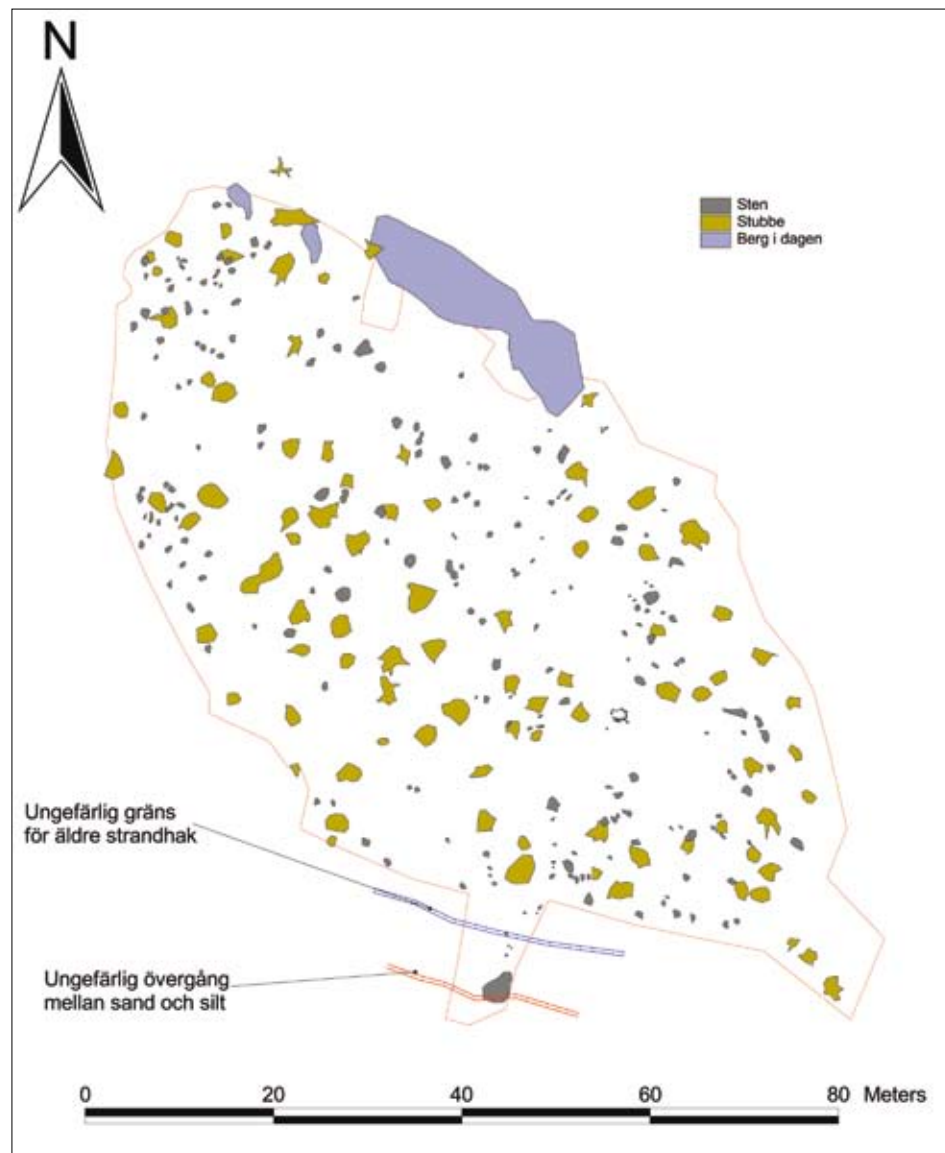 N
Sten
Stubbe
Berg i dagen
Ungefärlig gräns
för äldre strandhak
Ungefärlig övergång
mellan sand och silt
0 20 40 60 80 Meters